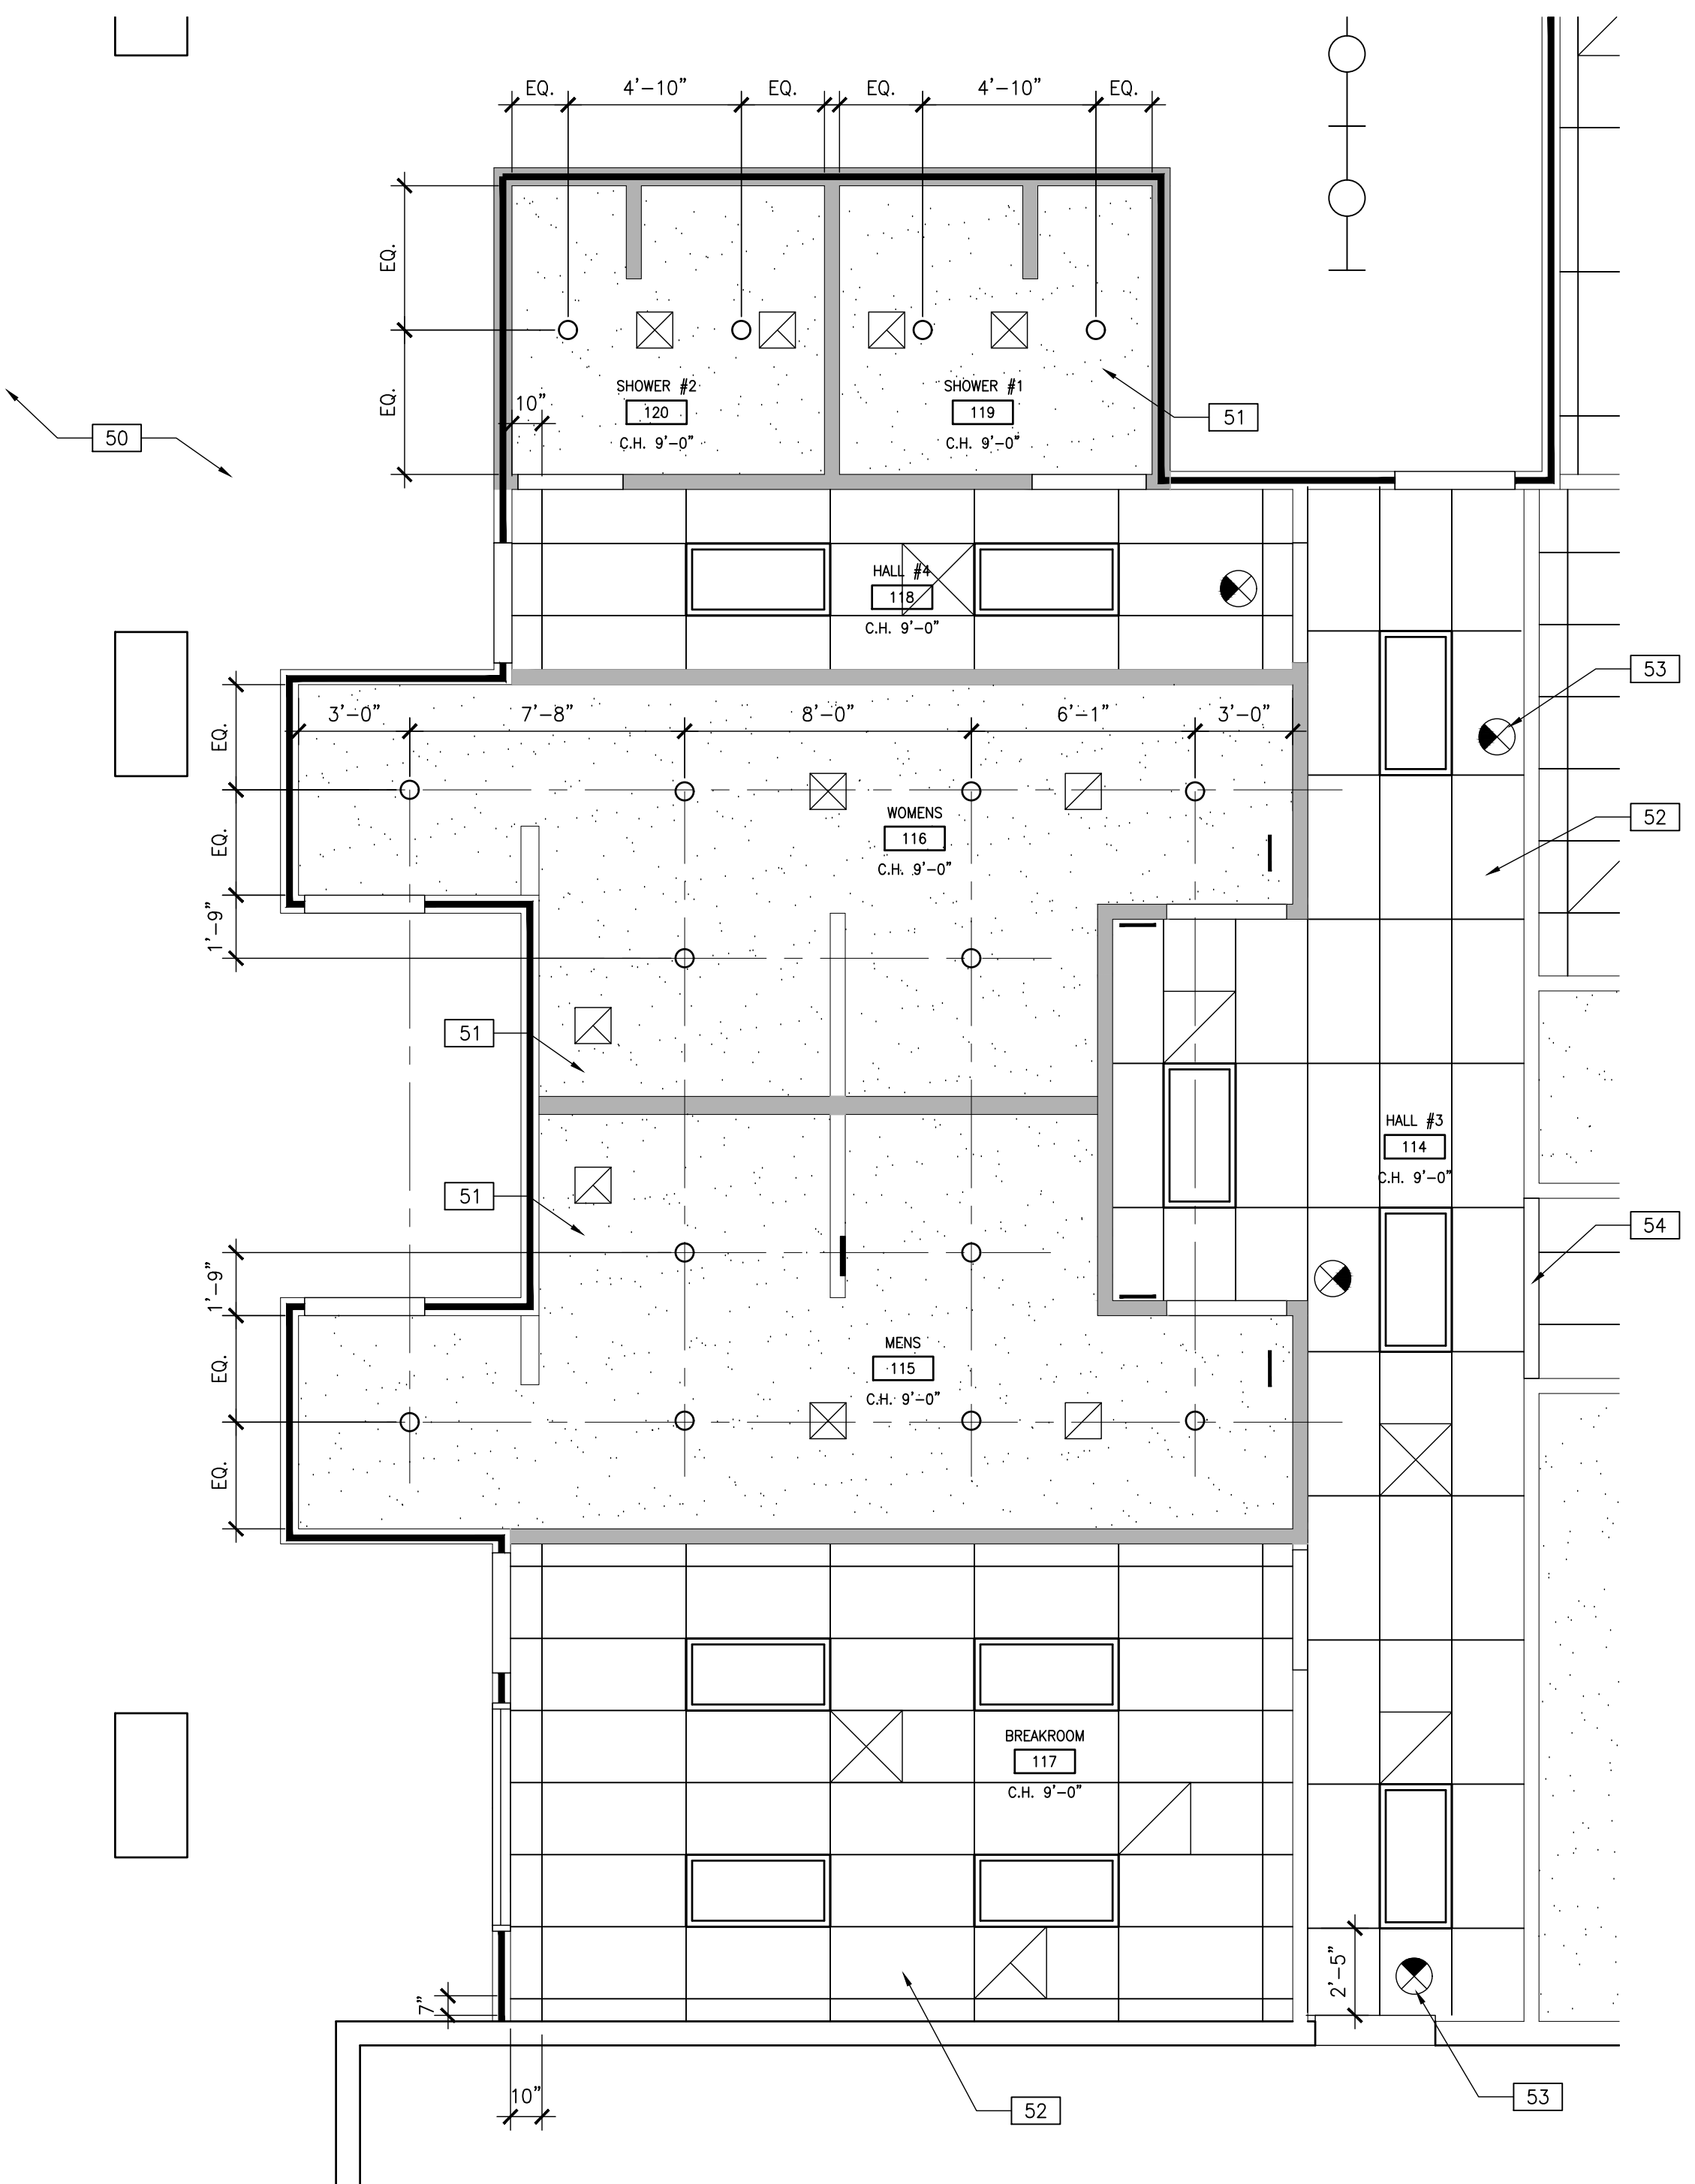 EQ. 4'-10" EQ. EQ. 4'-10" EQ.
EQ.
EQ.
SHOWER #2
120
C.H. 9'-0"
10"
SHOWER #1
119
C.H. 9'-0"
51
50
HALL #4
118
C.H. 9'-0"
53
3'-0" 7'-8" 8'-0" 6'-1" 3'-0"
EQ.
EQ.
1'-9"
WOMENS
116
C.H. 9'-0"
52
51
HALL #3
114
C.H. 9'-0"
51
54
1'-9"
EQ.
EQ.
MENS
115
C.H. 9'-0"
BREAKROOM
117
C.H. 9'-0"
7"
2'-5"
10"
52
53